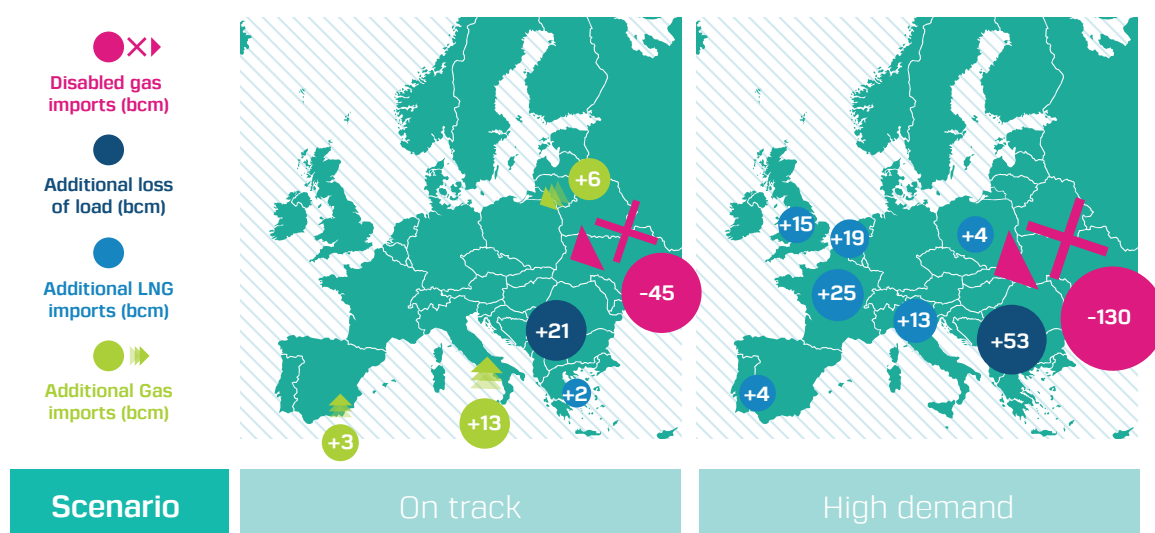 Disabled gas
imports (bcm)
Additional loss
of load (bcm)
Additional LNG
imports (bcm)
Additional Gas
imports (bcm)
+6
-45
+21
+2
+13
+3
+15
+19
+4
+25
+13
-130
+53
+4
Scenario
On track
High demand